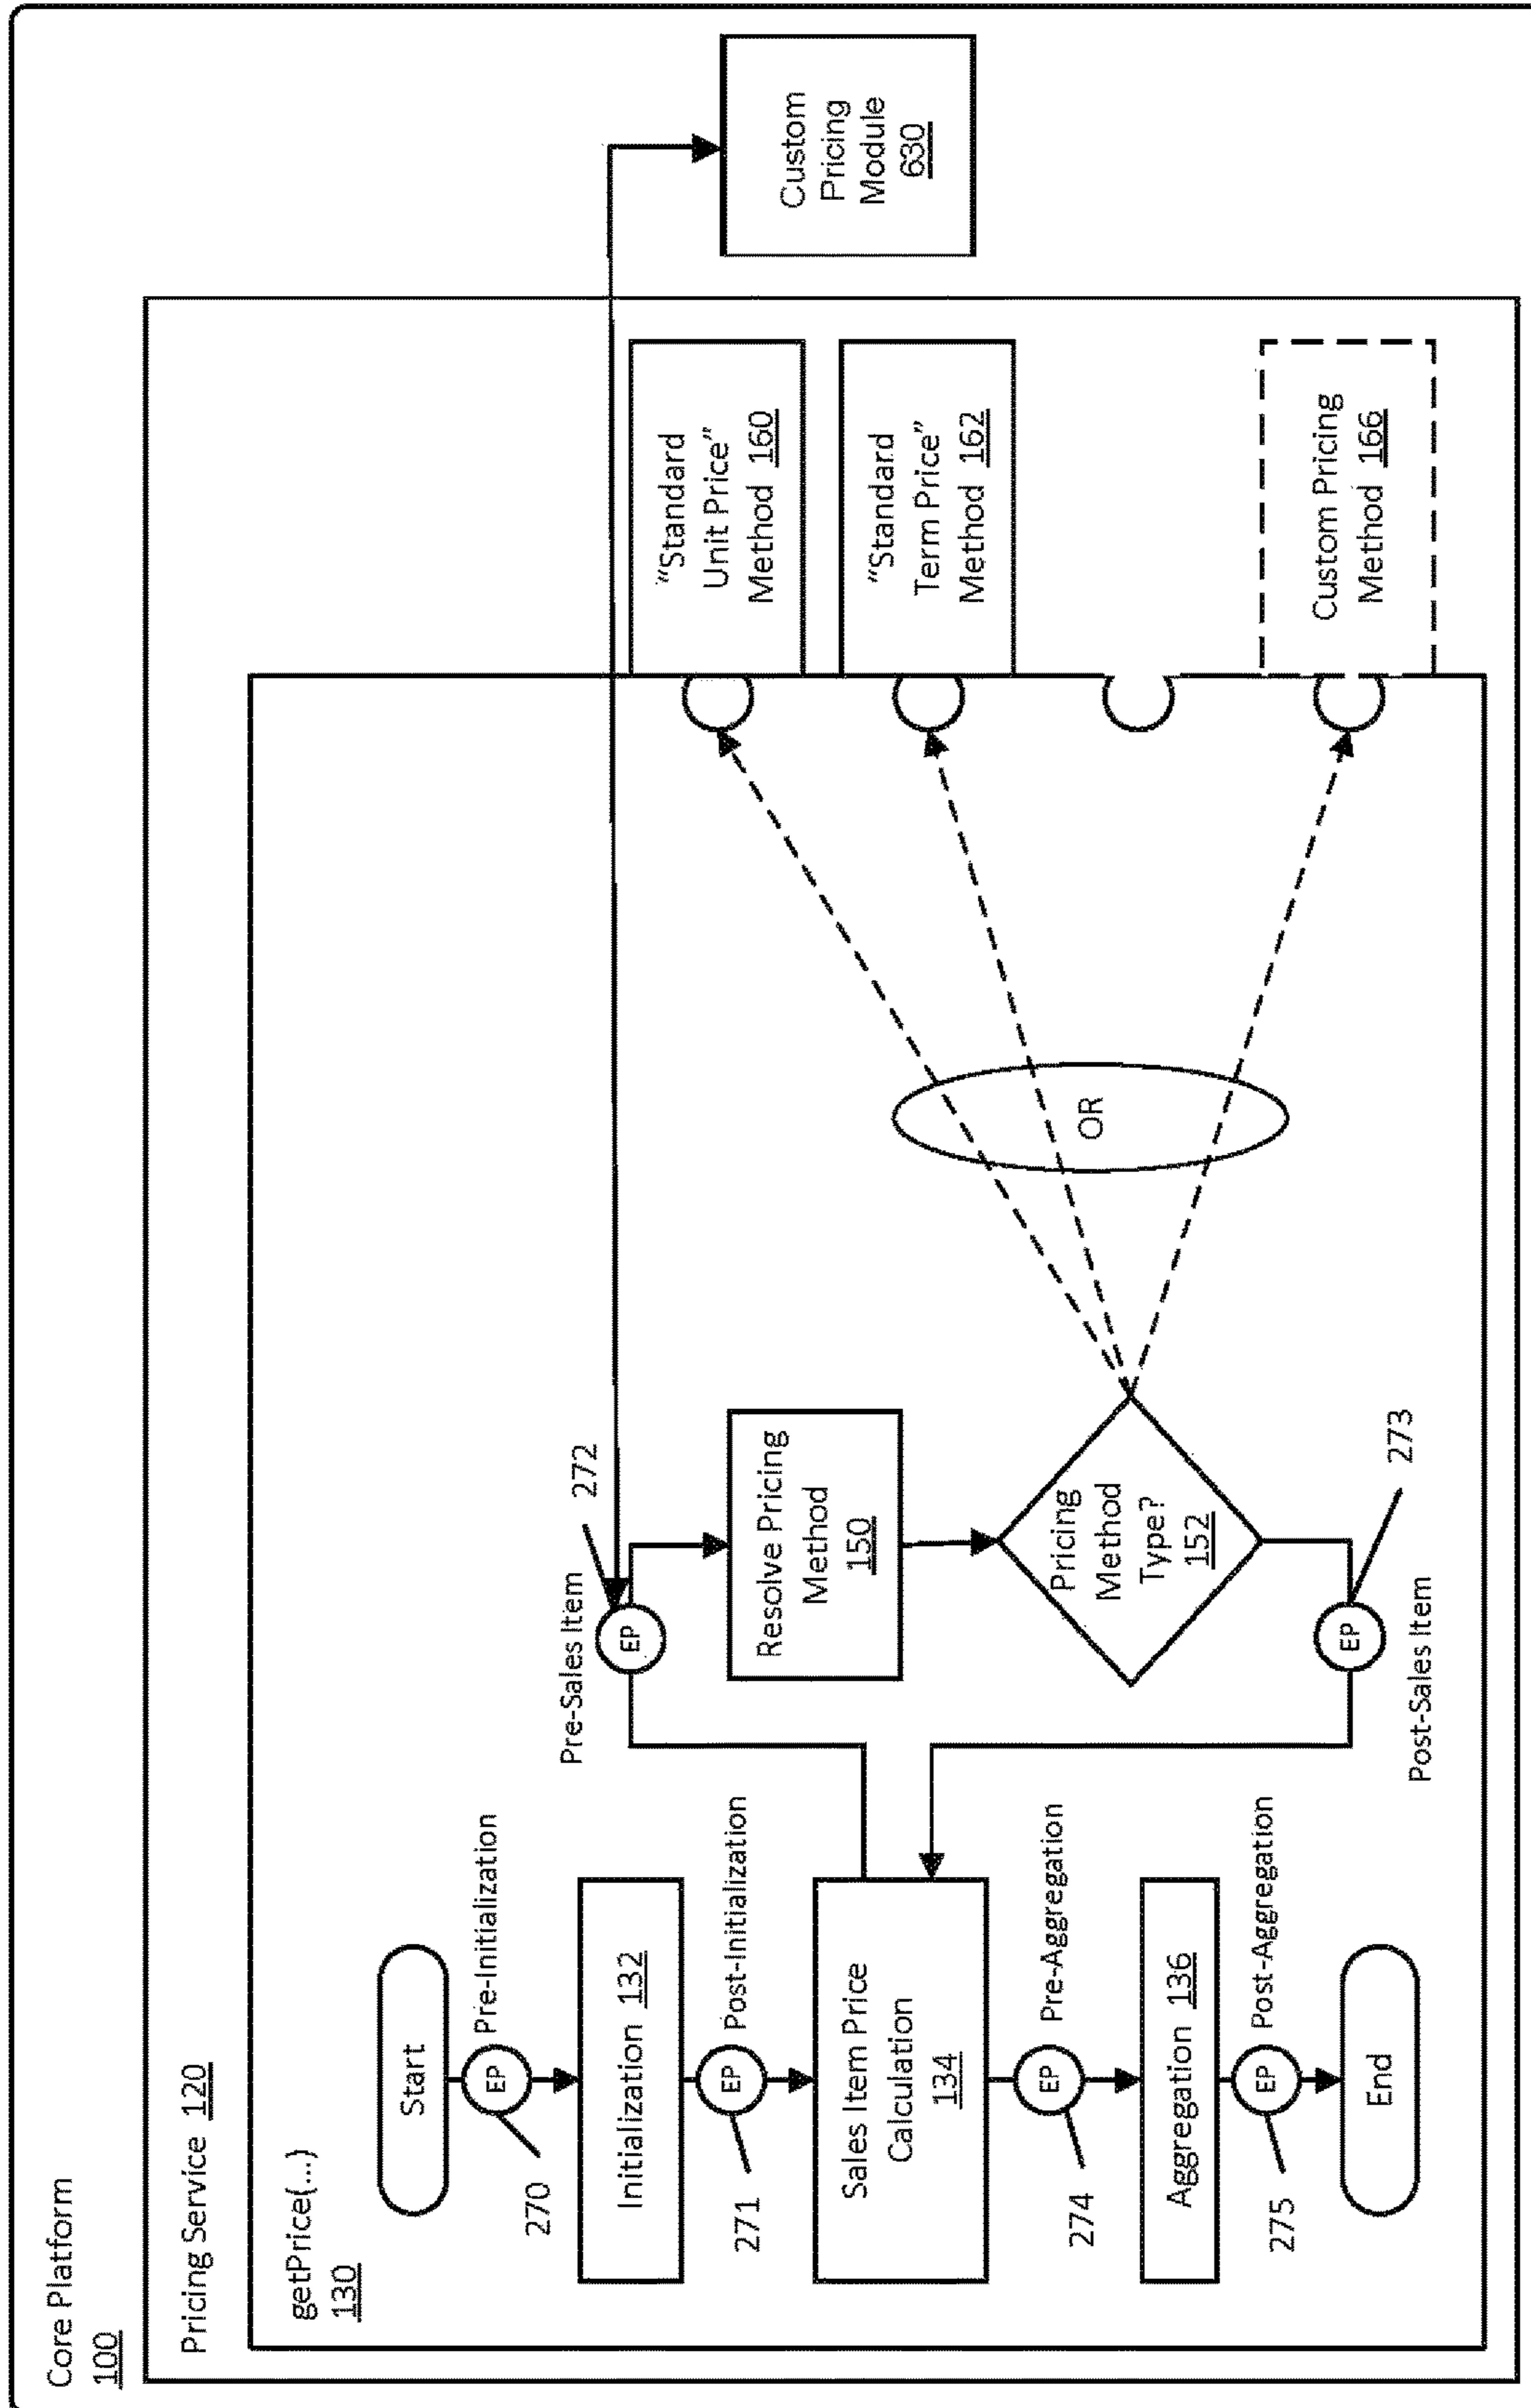 Core Platform
100
Pricing Service 120
getPrice(...)
130
Start
EP
Pre-Initialization
270
Initialization 132
EP
Post-Initialization
271
Sales Item Price
Calculation
134
EP
Pre-Aggregation
274
Aggregation 136
EP
Post-Aggregation
275
End
Pre-Sales Item
272
EP
Resolve Pricing
Method
150
Pricing
Method
Type?
152
EP
273
Post-Sales Item
OR
"Standard
Unit Price"
Method 160
"Standard
Term Price"
Method 162
Custom Pricing
Method 166
Custom
Pricing
Module
630